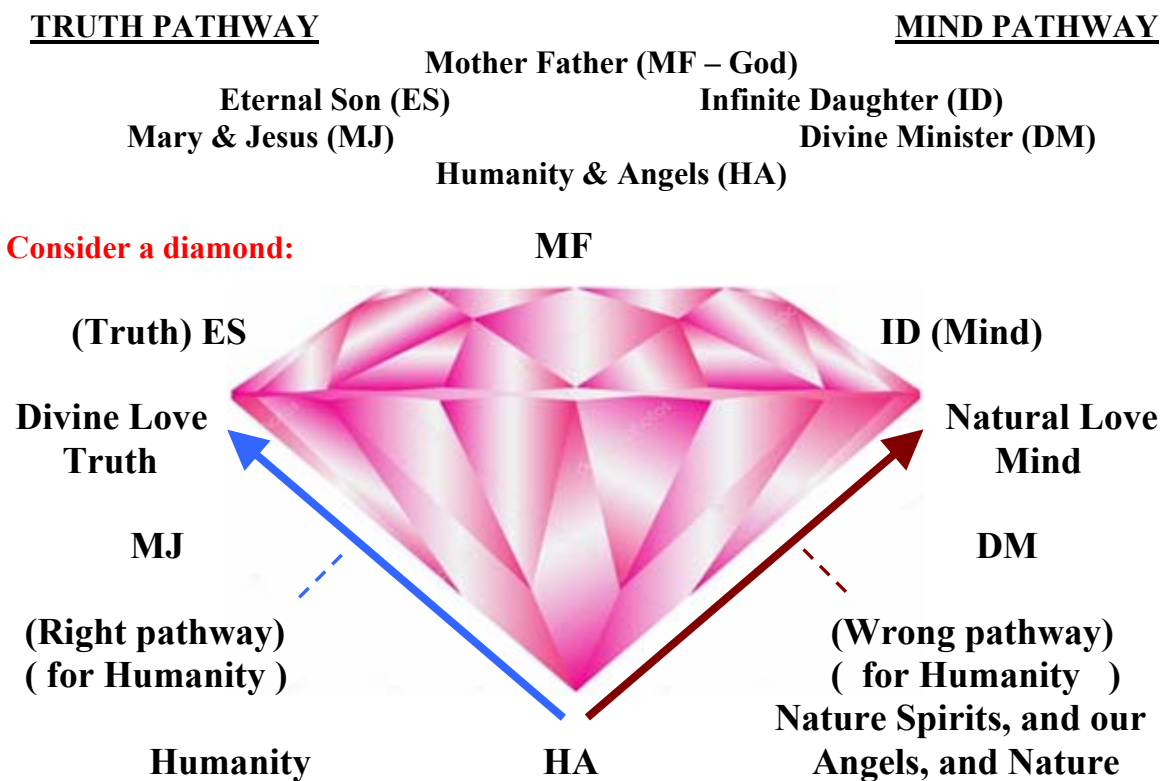 TRUTH PATHWAY MIND PATHWAY
Mother Father (MF – God)
Eternal Son (ES) Infinite Daughter (ID)
Mary & Jesus (MJ) Divine Minister (DM)
Humanity & Angels (HA)
Consider a diamond: MF
(Truth) ES ID (Mind)
Divine Love Natural Love
Truth Mind
MJ DM
(Right pathway) (Wrong pathway)
( for Humanity ) ( for Humanity )
Nature Spirits, and our
Humanity HA Angels, and Nature